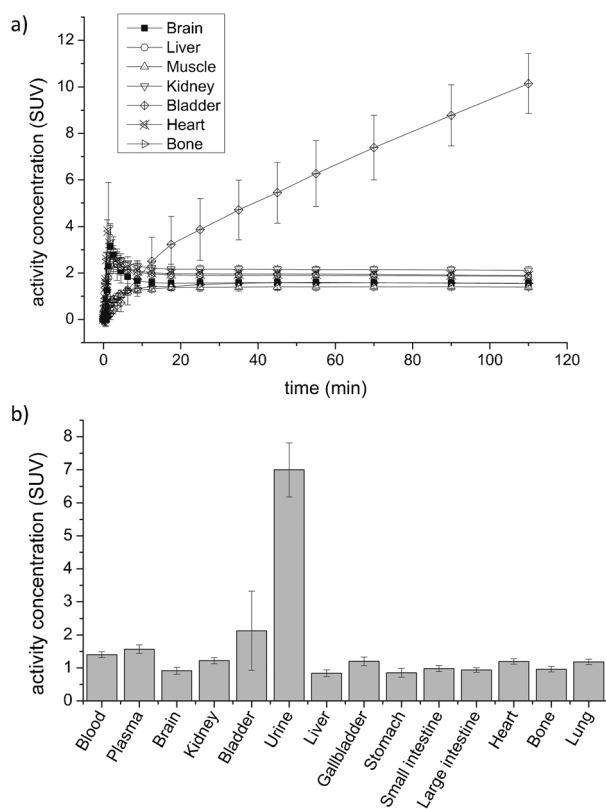 a)
Brain
Liver
Muscle
Kidney
Bladder
Heart
Bone
activity concentration (SUV)
12
10
8
6
4
2
0
0 20 40 60 80 100 120
time (min)
b)
activity concentration (SUV)
8
7
6
5
4
3
2
1
0
Blood
Plasma
Brain
Kidney
Bladder
Urine
Liver
Gallbladder
Stomach
Small intestine
Large intestine
Heart
Bone
Lung